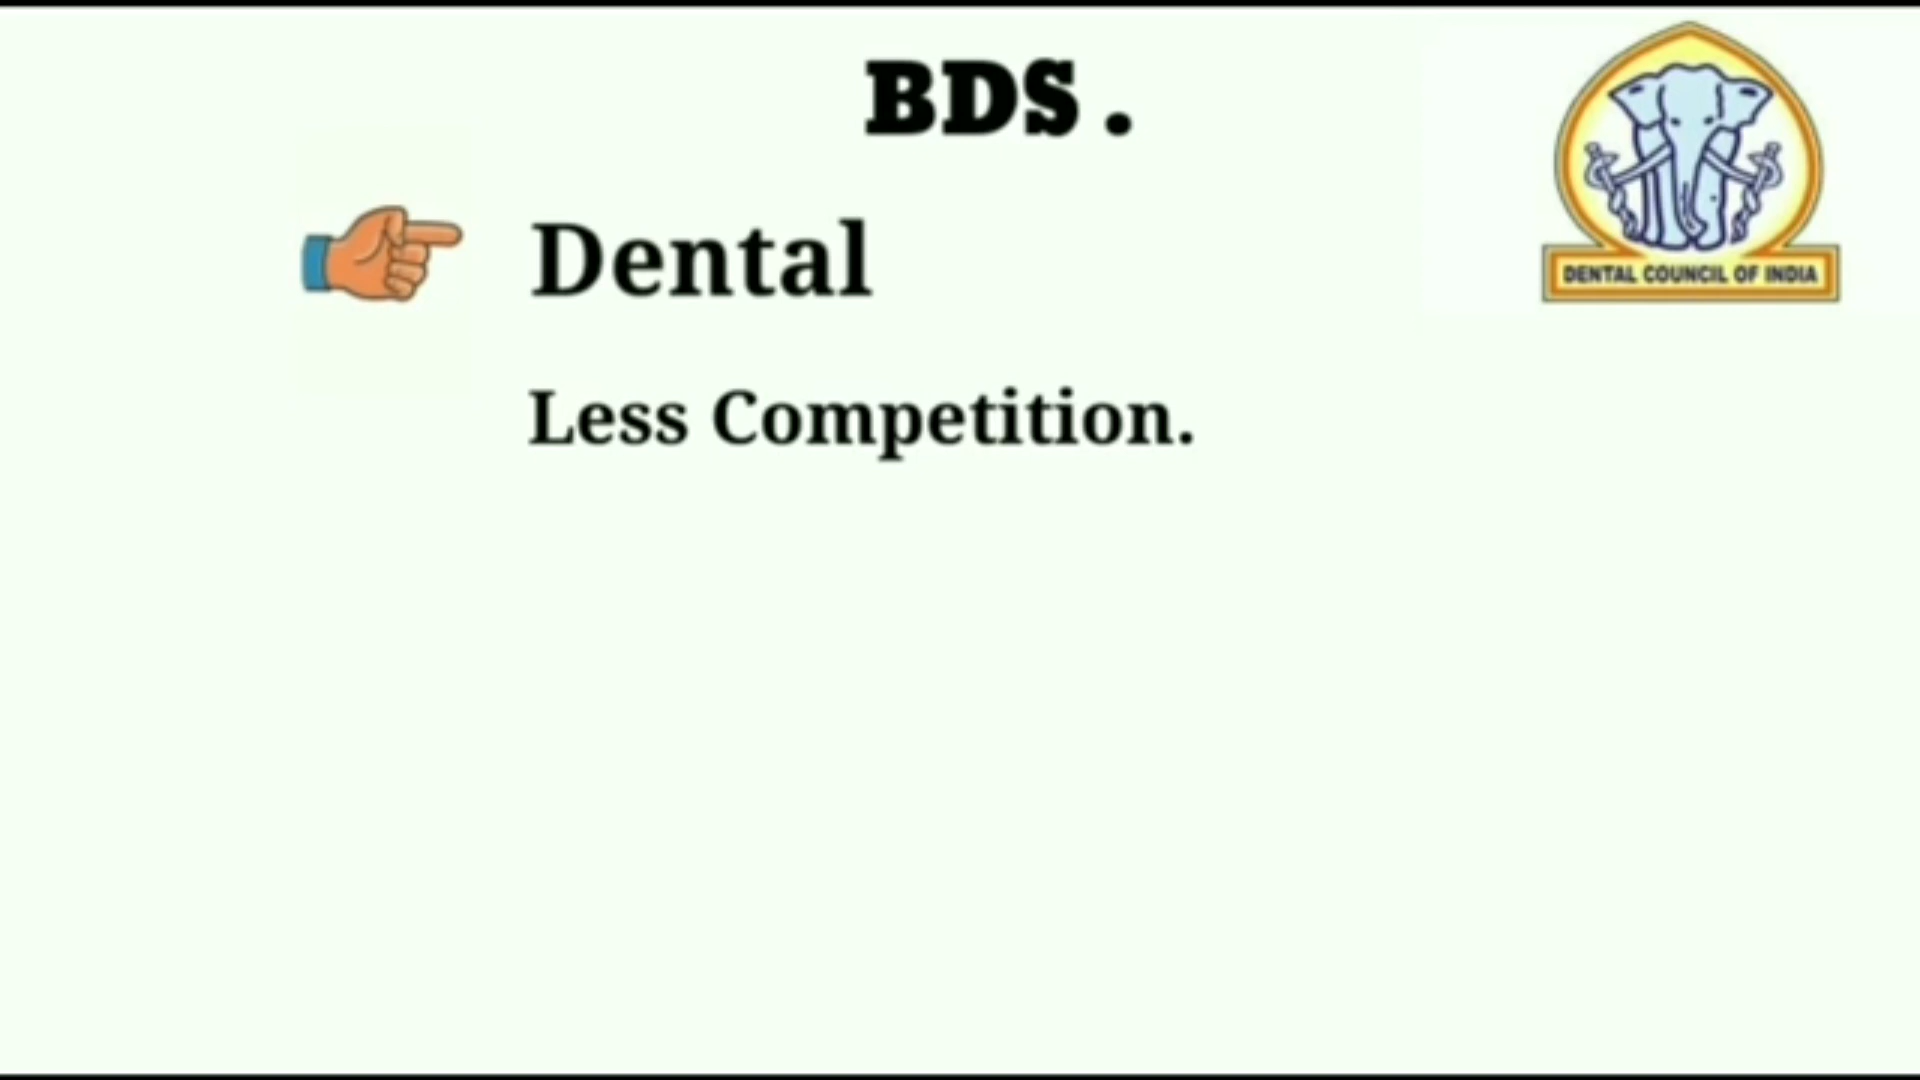 BDS .
DENTAL COUNCIL OF INDIA
Dental
Less Competition.